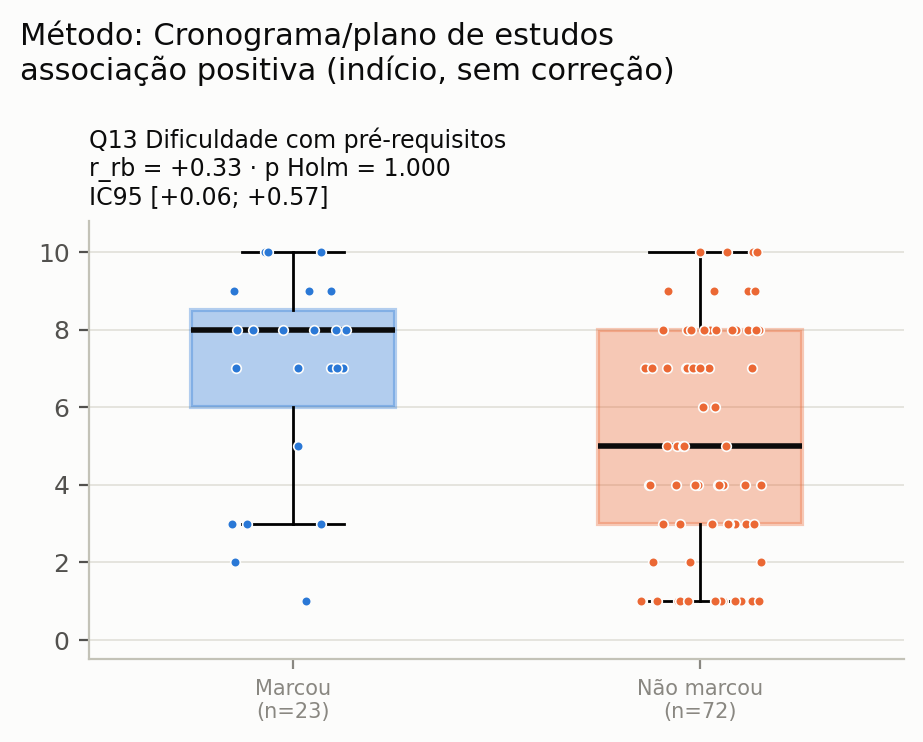 Método: Cronograma/plano de estudos
associação positiva (indício, sem correção)
Q13 Dificuldade com pré-requisitos
r_rb = +0.33 · p Holm = 1.000
IC95 [+0.06; +0.57]
10
8
6
4
2
0
Marcou
(n=23)
Não marcou
(n=72)